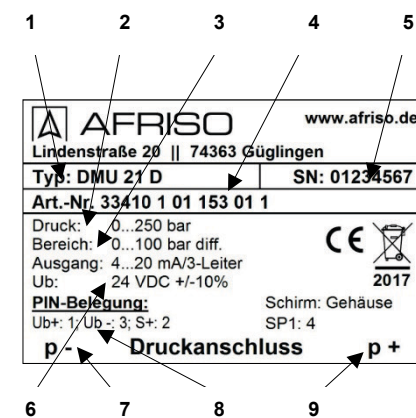 1 2 3 4 5
AFRISO www.afriso.de
Lindenstraße 20 || 74363 Güglingen
Typ: DMU 21 D SN: 01234567
Art.-Nr. 33410 1 01 153 01 1
Druck: 0...250 bar
Bereich: 0...100 bar diff.
Ausgang: 4...20 mA/3-Leiter
Ub: 24 VDC +/-10%
CE 2017
PIN-Belegung: Schirm: Gehäuse
Ub+: 1; Ub -: 3; S+: 2 SP1: 4
p - Druckanschluss p +
6 7 8 9